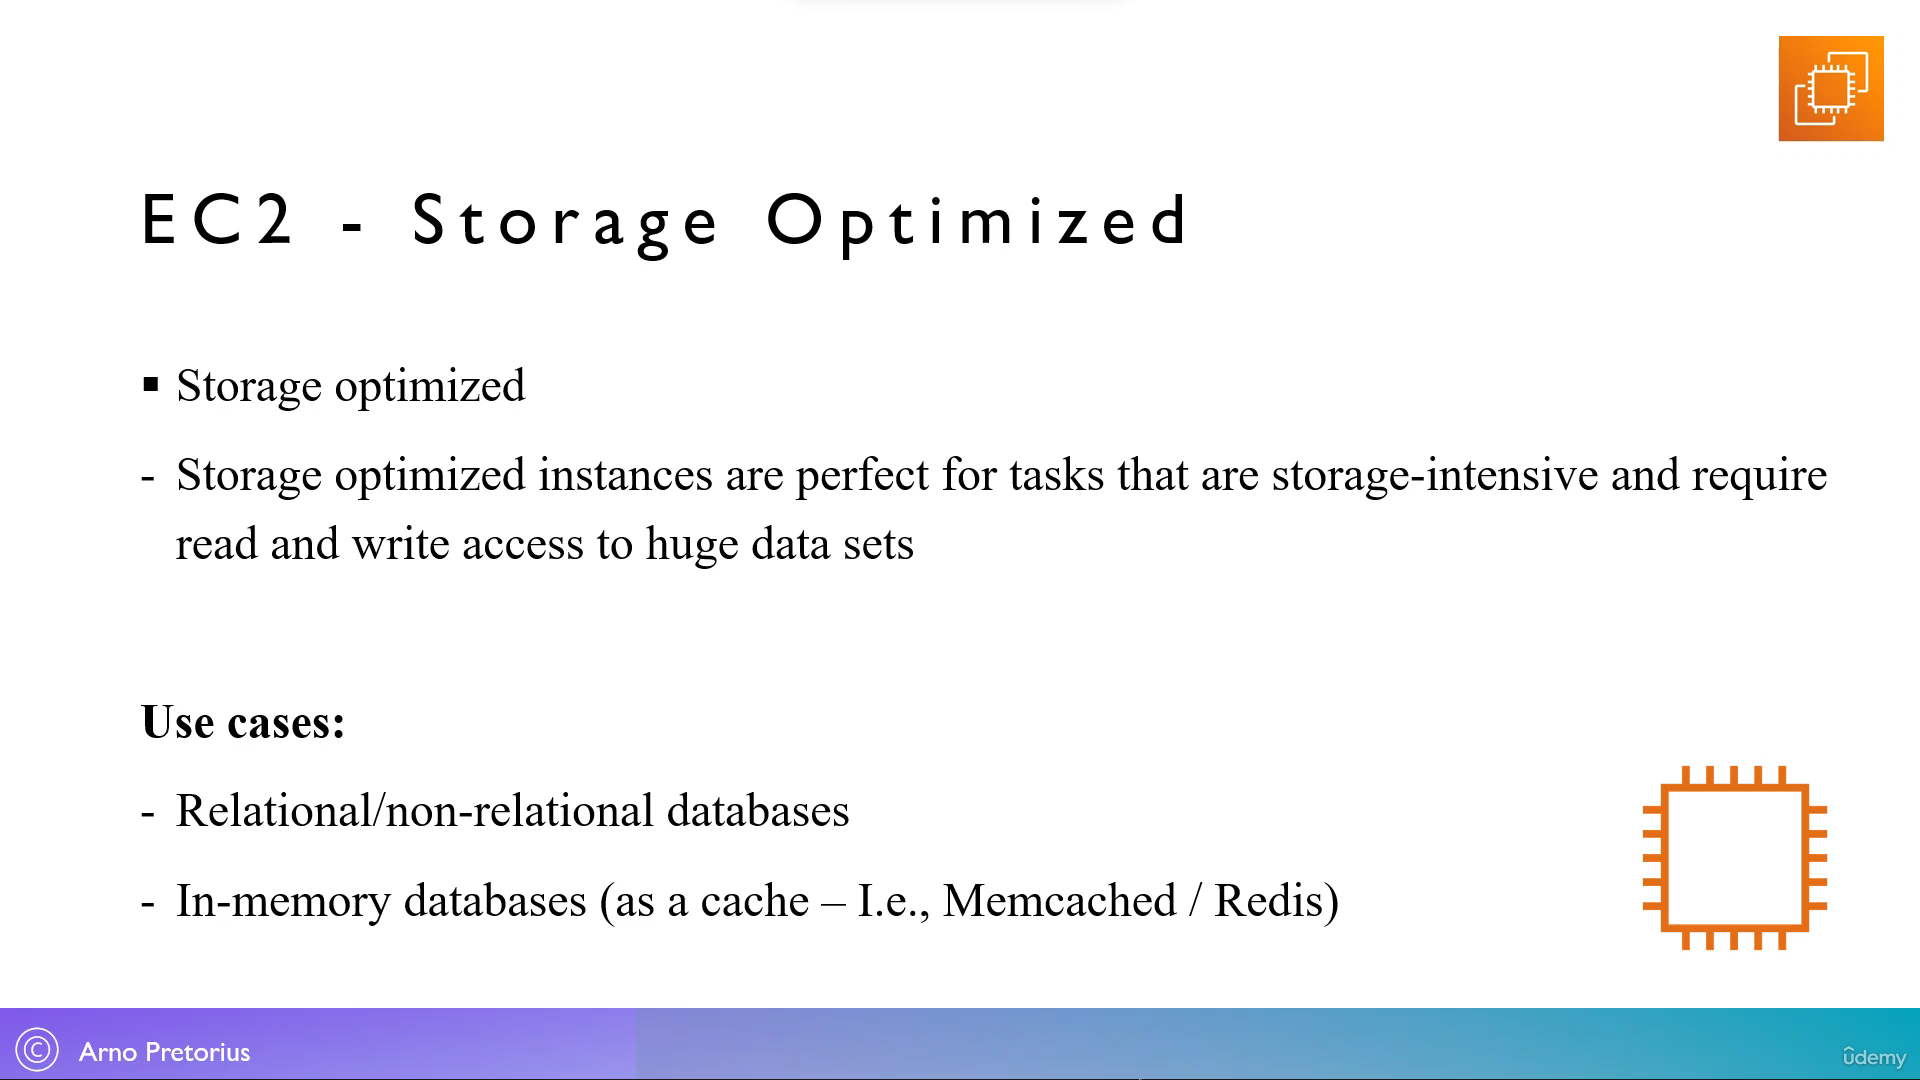 EC2 - Storage Optimized
▪ Storage optimized
- Storage optimized instances are perfect for tasks that are storage-intensive and require
read and write access to huge data sets
Use cases:
- Relational/non-relational databases
- In-memory databases (as a cache – I.e., Memcached / Redis)
© Arno Pretorius
ûdemy